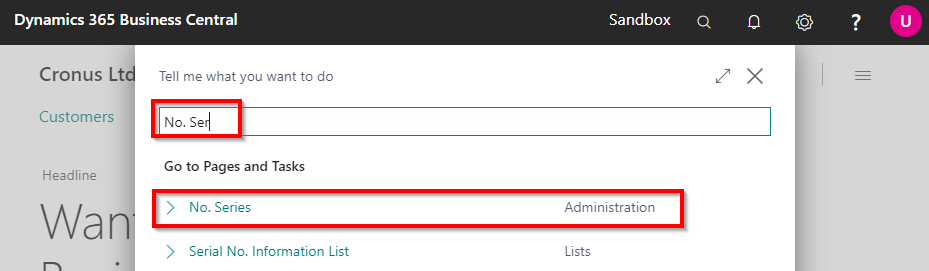 Dynamics 365 Business Central Sandbox ? U
Cronus Ltd
Tell me what you want to do
Customers
No. Ser
Go to Pages and Tasks
Headline
No. Series Administration
Want
Serial No. Information List Lists